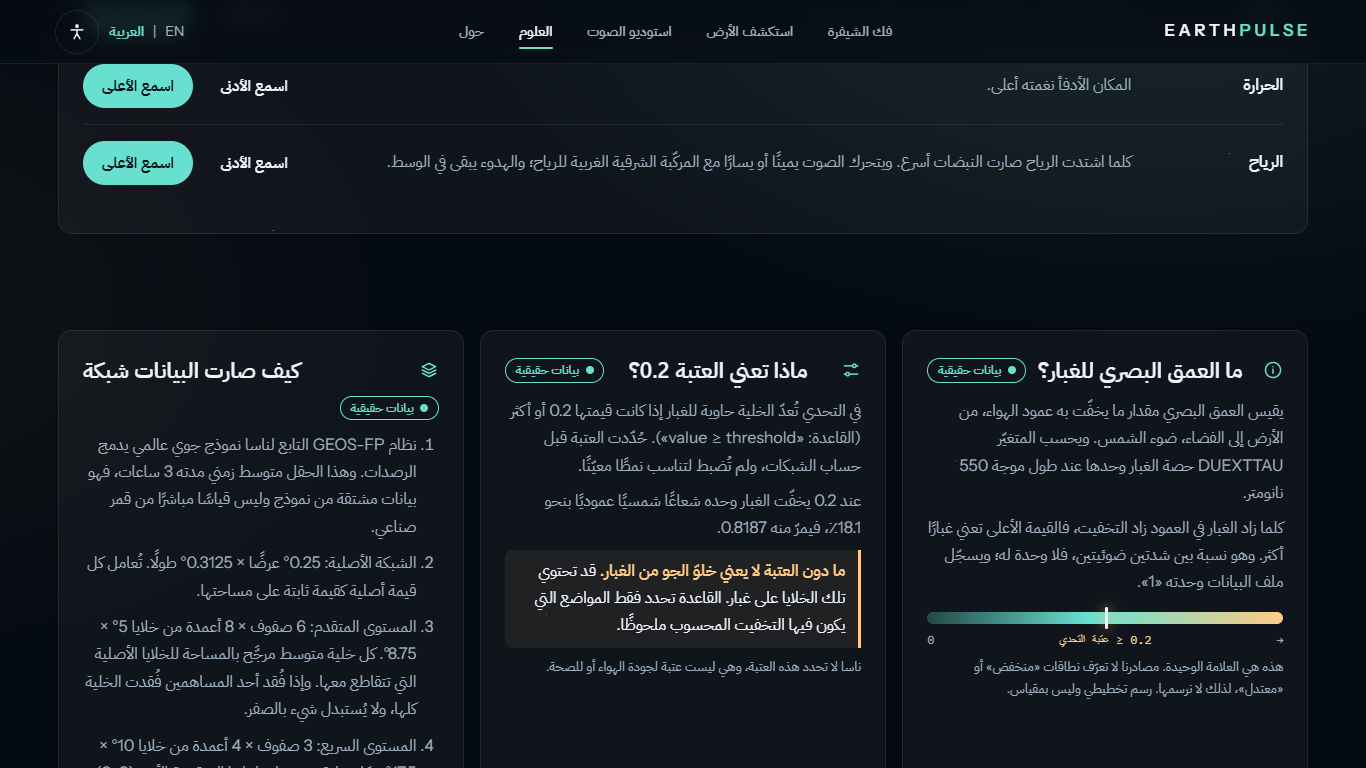 EARTHPULSE
فك الشيفرة
استكشف الأرض
استوديو الصوت
العلوم
حول
العربية | EN
الحرارة
المكان الأدفأ نغمته أعلى.
اسمع الأدنى
اسمع الأعلى
الرياح
كلما اشتدت الرياح صارت النبضات أسرع. ويتحرك الصوت يمينًا أو يسارًا مع المركّبة الشرقية الغربية للرياح؛ والهدوء يبقى في الوسط.
اسمع الأدنى
اسمع الأعلى
ما العمق البصري للغبار؟
بيانات حقيقية
يقيس العمق البصري مقدار ما يخفّت به عمود الهواء، من
الأرض إلى الفضاء، ضوء الشمس. ويحسب المتغيّر
DUEXTTAU حصة الغبار وحدها عند طول موجة 550
نانومتر.
كلما زاد الغبار في العمود زاد التخفيت، فالقيمة الأعلى تعني غبارًا
أكثر. وهو نسبة بين شدتين ضوئيتين، فلا وحدة له؛ ويسجّل
ملف البيانات وحدته «1».
0
0.2 ≤ عتبة التحدي
→
هذه هي العلامة الوحيدة. مصادرنا لا تعرّف نطاقات «منخفض» أو
«معتدل»، لذلك لا نرسمها. رسم تخطيطي وليس بمقياس.
ماذا تعني العتبة 0.2؟
بيانات حقيقية
في التحدي تُعدّ الخلية حاوية للغبار إذا كانت قيمتها 0.2 أو أكثر
(القاعدة: «value ≥ threshold»). حُدّدت العتبة قبل
حساب الشبكات، ولم تُضبط لتناسب نمطًا معيّنًا.
عند 0.2 يخفّت الغبار وحده شعاعًا شمسيًا عموديًا بنحو
18.1٪، فيمرّ منه 0.8187.
ما دون العتبة لا يعني خلوّ الجو من الغبار. قد تحتوي
تلك الخلايا على غبار. القاعدة تحدد فقط المواضع التي
يكون فيها التخفيت المحسوب ملحوظًا.
ناسا لا تحدد هذه العتبة، وهي ليست عتبة لجودة الهواء أو للصحة.
كيف صارت البيانات شبكة
بيانات حقيقية
1. نظام GEOS-FP التابع لناسا نموذج جوي عالمي يدمج
الرصدات. وهذا الحقل متوسط زمني مدته 3 ساعات، فهو
بيانات مشتقة من نموذج وليس قياسًا مباشرًا من قمر
صناعي.
2. الشبكة الأصلية: 0.25° عرضًا × 0.3125° طولًا. تُعامل كل
قيمة أصلية كقيمة ثابتة على مساحتها.
3. المستوى المتقدم: 6 صفوف × 8 أعمدة من خلايا 5° ×
8.75°. كل خلية متوسط مرجَّح بالمساحة للخلايا الأصلية
التي تتقاطع معها. وإذا فُقد أحد المساهمين فُقدت الخلية
كلها، ولا يُستبدل شيء بالصفر.
4. المستوى السريع: 3 صفوف × 4 أعمدة من خلايا 10° ×